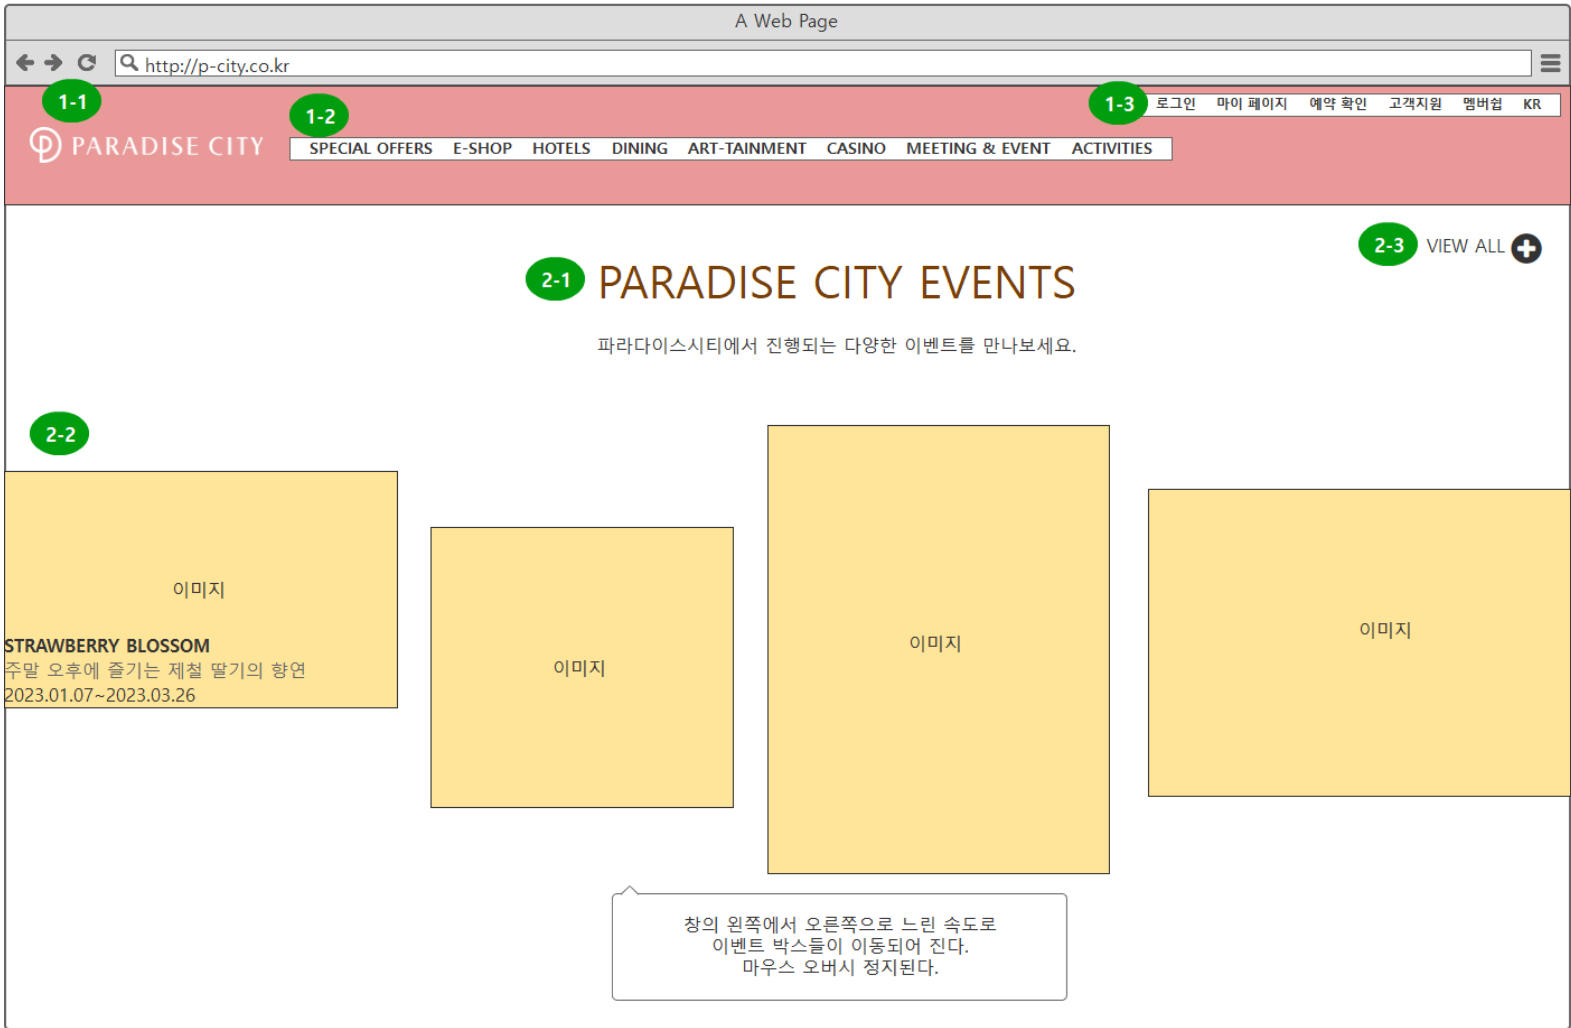 A Web Page
http://p-city.co.kr
1-1
1-2
1-3
로그인 마이 페이지 예약 확인 고객지원 멤버쉽 KR
PARADISE CITY
SPECIAL OFFERS E-SHOP HOTELS DINING ART-TAINMENT CASINO MEETING & EVENT ACTIVITIES
2-3
VIEW ALL
2-1
PARADISE CITY EVENTS
파라다이스시티에서 진행되는 다양한 이벤트를 만나보세요.
2-2
이미지
STRAWBERRY BLOSSOM
주말 오후에 즐기는 제철 딸기의 향연
2023.01.07~2023.03.26
이미지
이미지
이미지
창의 왼쪽에서 오른쪽으로 느린 속도로
이벤트 박스들이 이동되어 진다.
마우스 오버시 정지된다.